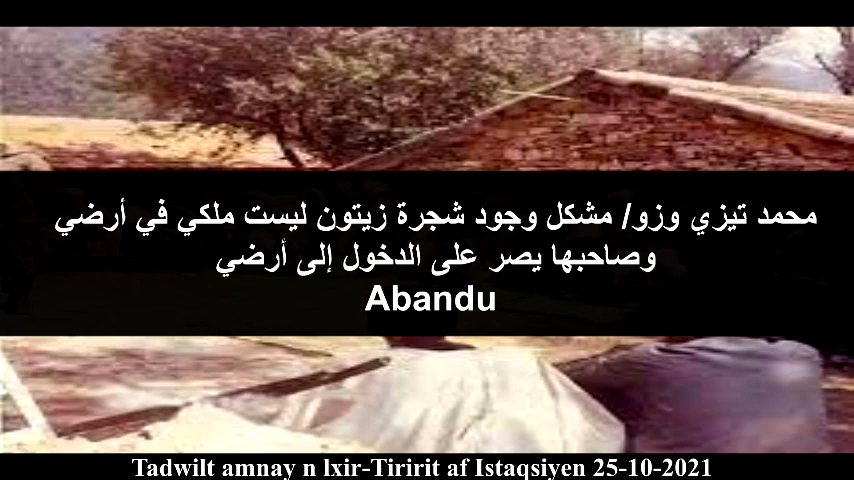 محمد تيزي وزو/ مشكل وجود شجرة زيتون ليست ملكي في أرضي
وصاحبها يصر على الدخول إلى أرضي
Abandu
Tadwilt amnay n lxir-Tiririt af Istaqsiyen 25-10-2021